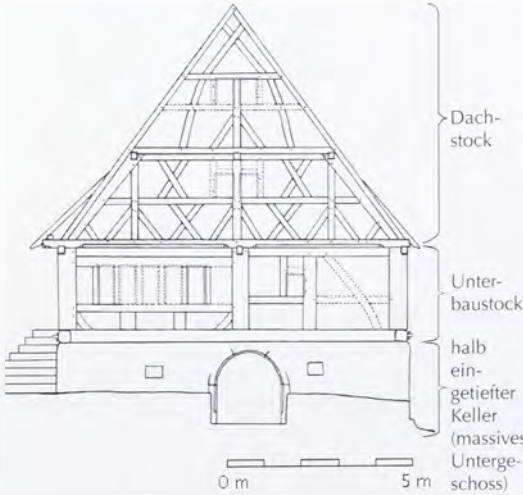 Dach-
stock
Unter-
baustock
halb
ein-
getiefter
Keller
(massives
Unterge-
schoss)
0 m
5 m